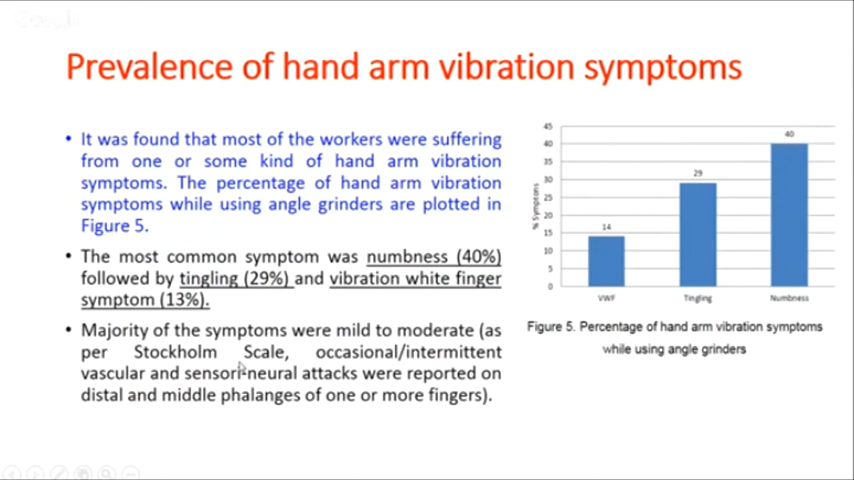 Prevalence of hand arm vibration symptoms
• It was found that most of the workers were suffering
from one or some kind of hand arm vibration
symptoms. The percentage of hand arm vibration
symptoms while using angle grinders are plotted in
Figure 5.
• The most common symptom was numbness (40%)
followed by tingling (29%) and vibration white finger
symptom (13%).
• Majority of the symptoms were mild to moderate (as
per Stockholm Scale, occasional/intermittent
vascular and sensori-neural attacks were reported on
distal and middle phalanges of one or more fingers).
% Symptoms
45
40
35
30
25
20
15
10
5
0
14
29
40
VWF
Tingling
Numbness
Figure 5. Percentage of hand arm vibration symptoms
while using angle grinders